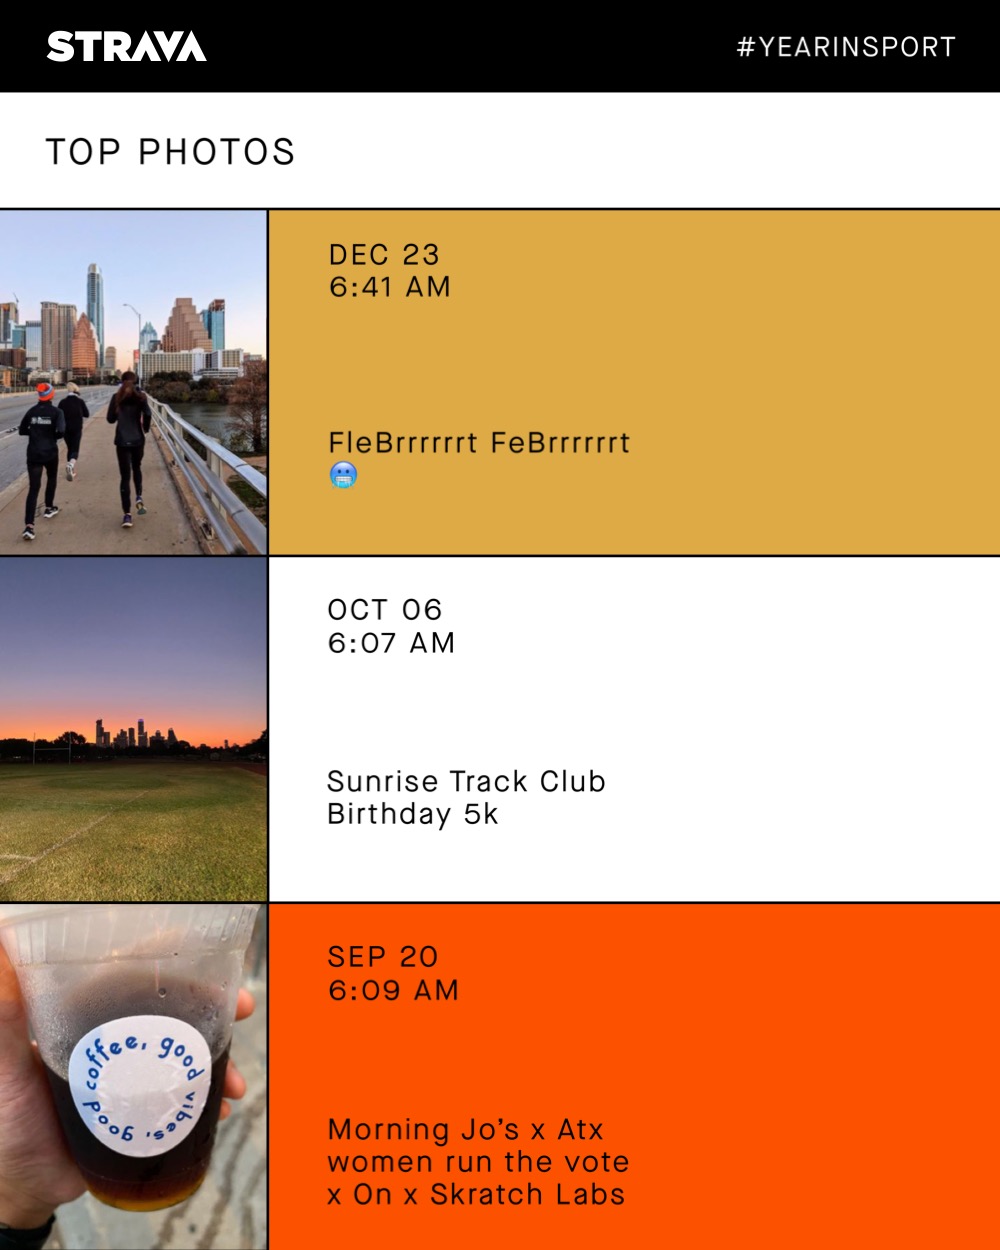 STRAVA
#YEARINSPORT
TOP PHOTOS
DEC 23
6:41 AM
FleBrrrrrrt FeBrrrrrrt
🥶
OCT 06
6:07 AM
Sunrise Track Club
Birthday 5k
SEP 20
6:09 AM
good coffee, good vibes,
Morning Jo’s x Atx
women run the vote
x On x Skratch Labs